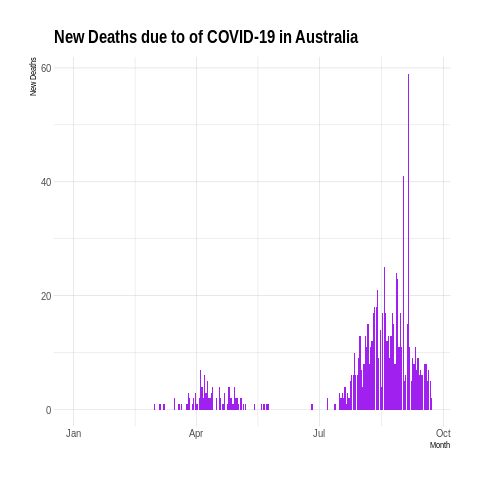 New Deaths due to of COVID-19 in Australia
New Deaths
60
40
20
0
Jan Apr Jul Oct
Month